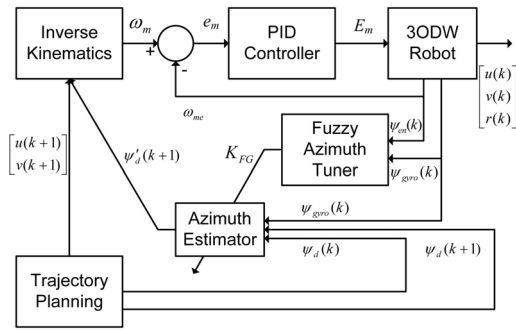 Inverse
Kinematics
ω_m
+
-
e_m
PID
Controller
E_m
3ODW
Robot
[u(k)
v(k)
r(k)]
ω_me
ψ_en(k)
Fuzzy
Azimuth
Tuner
K_FG
ψ_gyro(k)
[u(k+1)
v(k+1)]
ψ'_d(k+1)
Azimuth
Estimator
ψ_gyro(k)
ψ_d(k)
ψ_d(k+1)
Trajectory
Planning